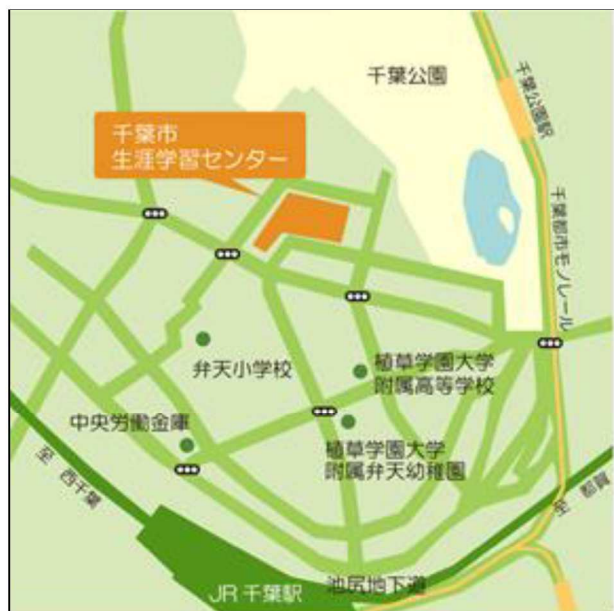 千葉公園
千葉公園駅
千葉市
生涯学習センター
千葉都市モノレール
弁天小学校
植草学園大学
附属高等学校
中央労働金庫
植草学園大学
附属弁天幼稚園
至 西千葉
至 都賀
池尻地下道
JR千葉駅